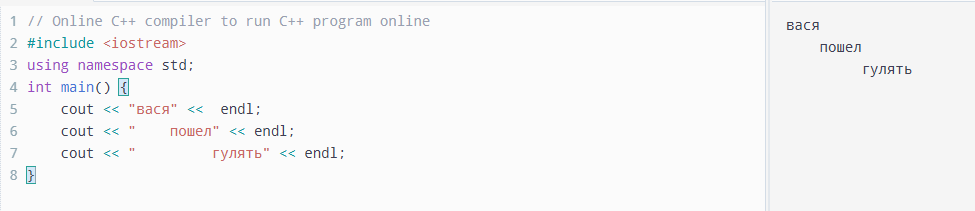 1 // Online C++ compiler to run C++ program online
2 #include <iostream>
3 using namespace std;
4 int main() {
5     cout << "вася" <<  endl;
6     cout << "    пошел" << endl;
7     cout << "         гулять" << endl;
8 }
вася
    пошел
         гулять